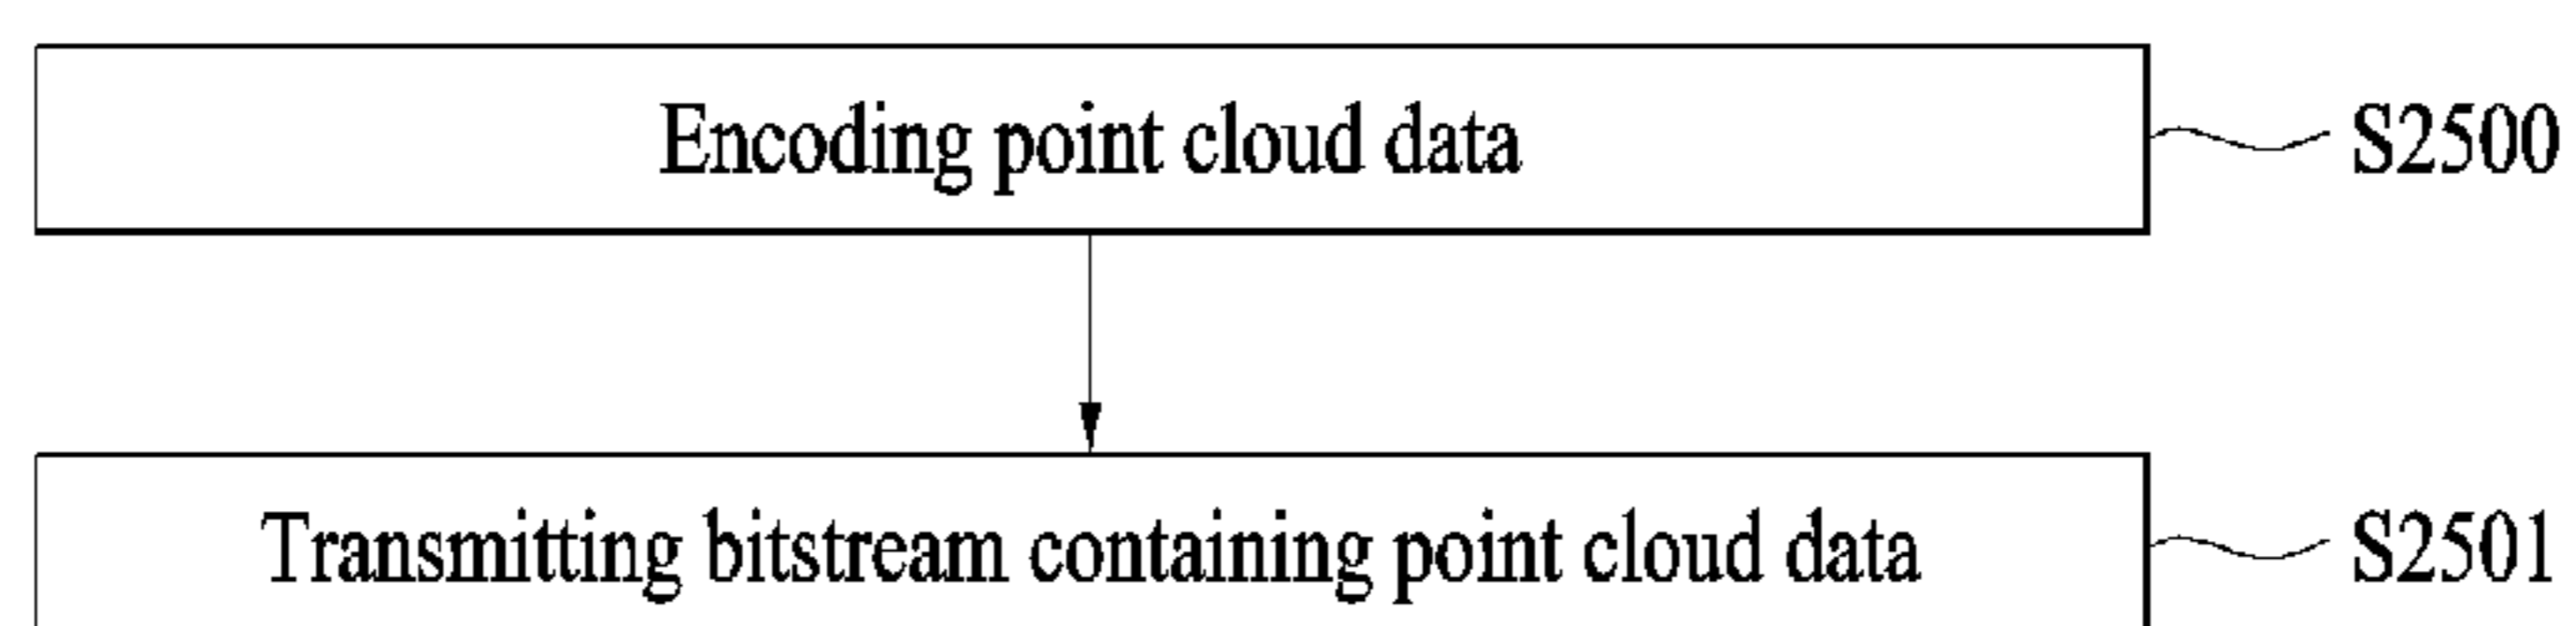 Encoding point cloud data
S2500
Transmitting bitstream containing point cloud data
S2501